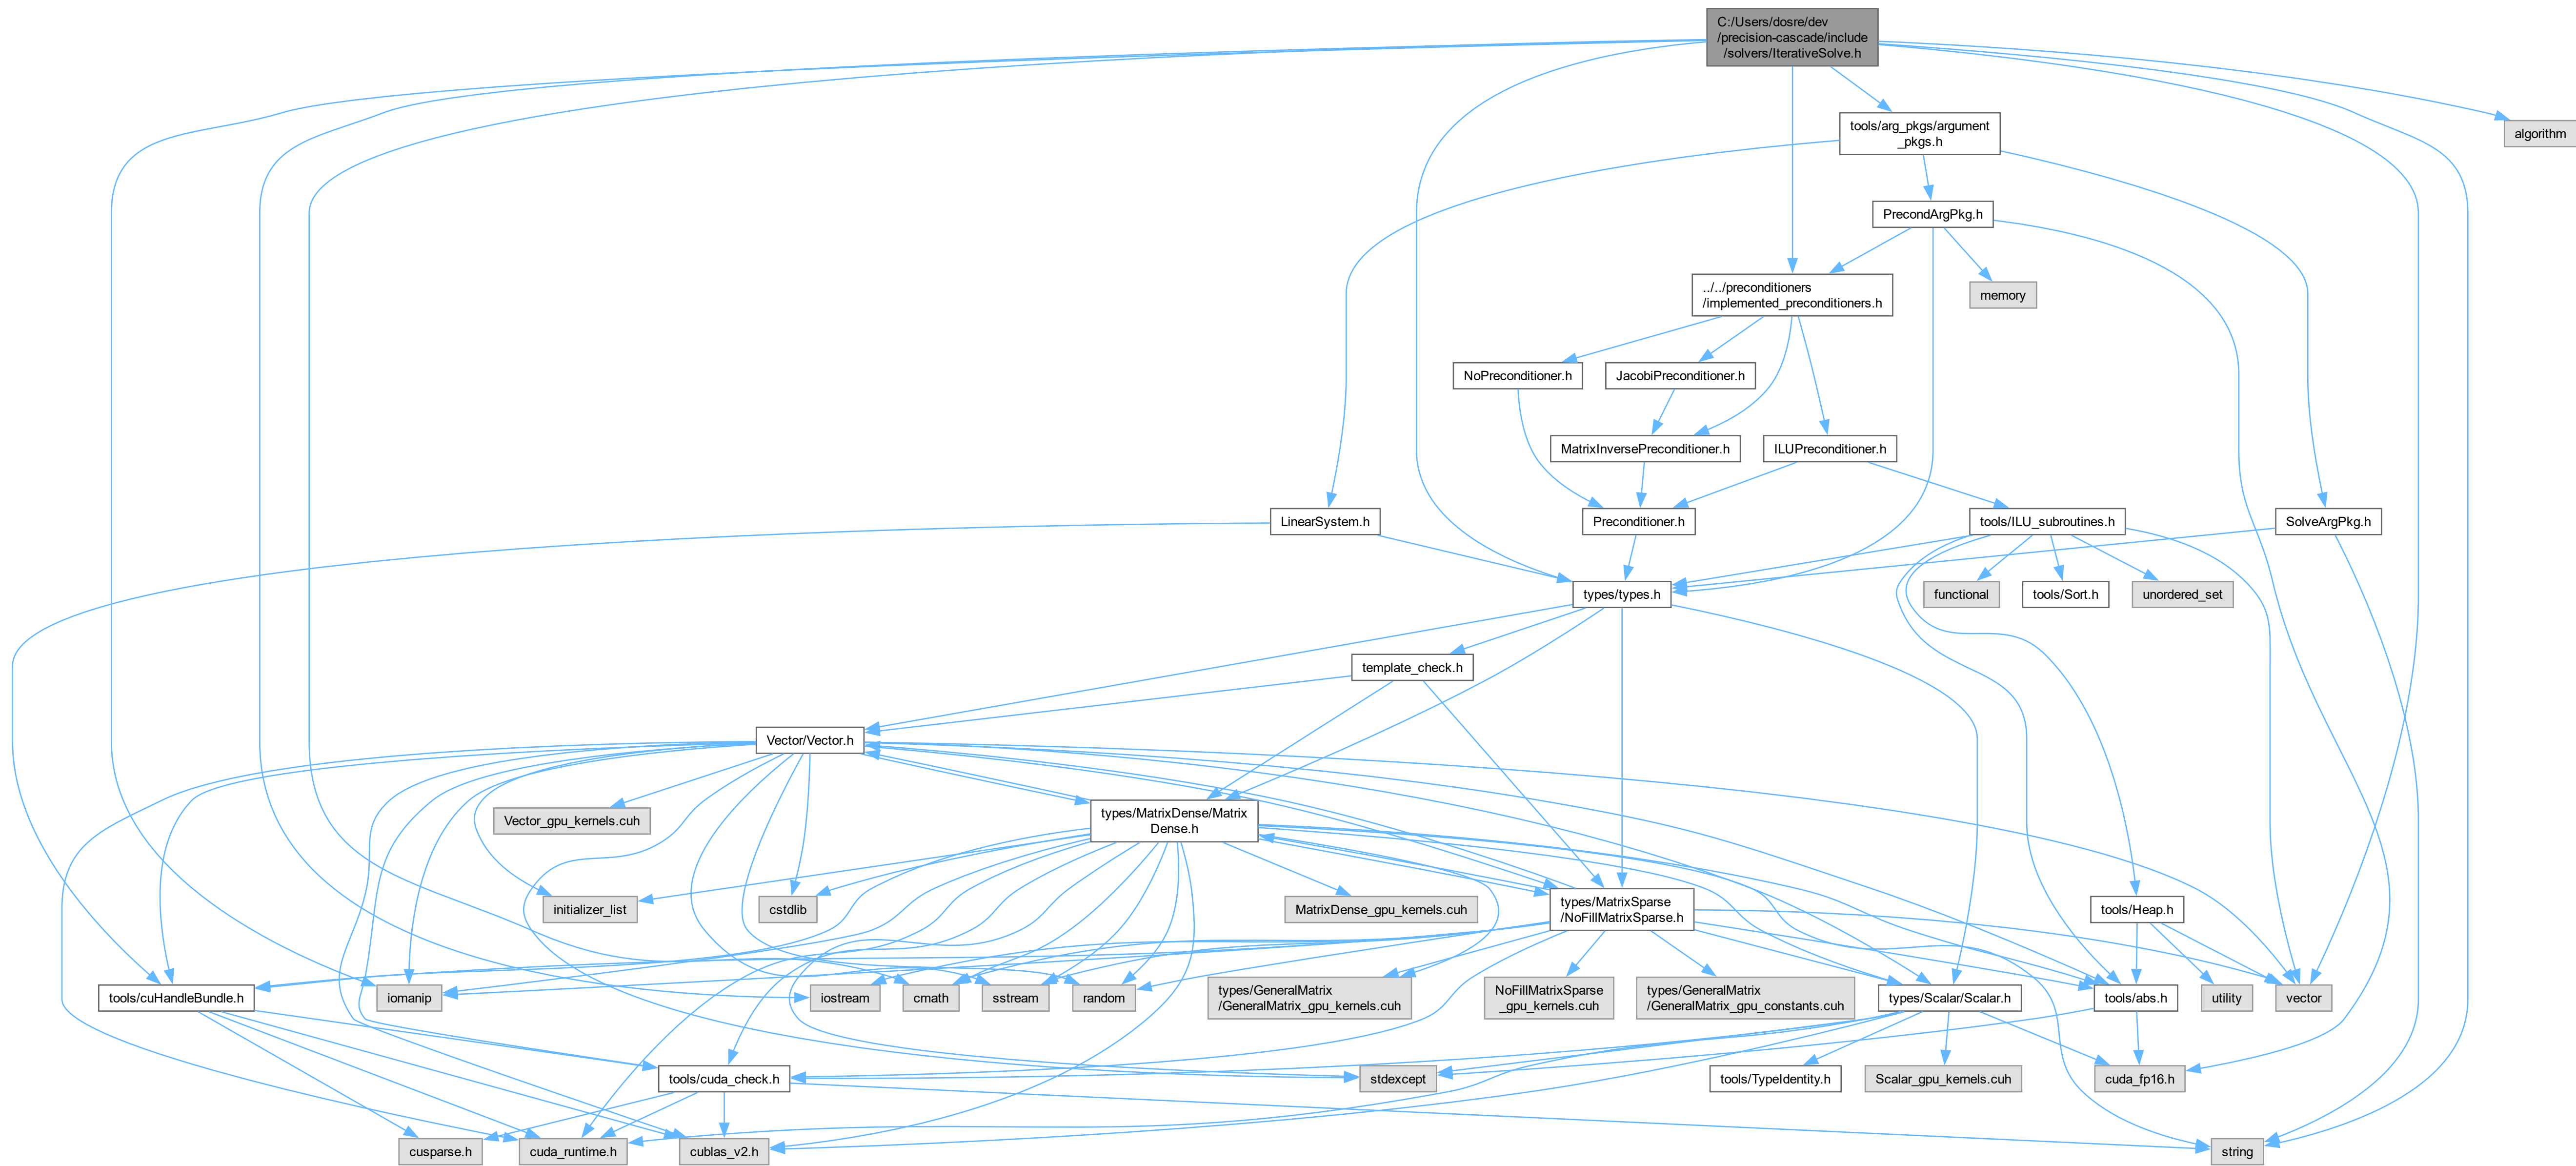 C:/Users/dosre/dev
/precision-cascade/include
/solvers/IterativeSolve.h
algorithm
tools/arg_pkgs/argument
_pkgs.h
PrecondArgPkg.h
../../preconditioners
/implemented_preconditioners.h
memory
NoPreconditioner.h
JacobiPreconditioner.h
MatrixInversePreconditioner.h
ILUPreconditioner.h
LinearSystem.h
Preconditioner.h
tools/ILU_subroutines.h
SolveArgPkg.h
types/types.h
functional
tools/Sort.h
unordered_set
template_check.h
Vector/Vector.h
Vector_gpu_kernels.cuh
types/MatrixDense/Matrix
Dense.h
initializer_list
cstdlib
MatrixDense_gpu_kernels.cuh
types/MatrixSparse
/NoFillMatrixSparse.h
tools/Heap.h
tools/cuHandleBundle.h
iomanip
iostream
cmath
sstream
random
types/GeneralMatrix
/GeneralMatrix_gpu_kernels.cuh
NoFillMatrixSparse
_gpu_kernels.cuh
types/GeneralMatrix
/GeneralMatrix_gpu_constants.cuh
types/Scalar/Scalar.h
tools/abs.h
utility
vector
tools/cuda_check.h
stdexcept
tools/TypeIdentity.h
Scalar_gpu_kernels.cuh
cuda_fp16.h
cusparse.h
cuda_runtime.h
cublas_v2.h
string